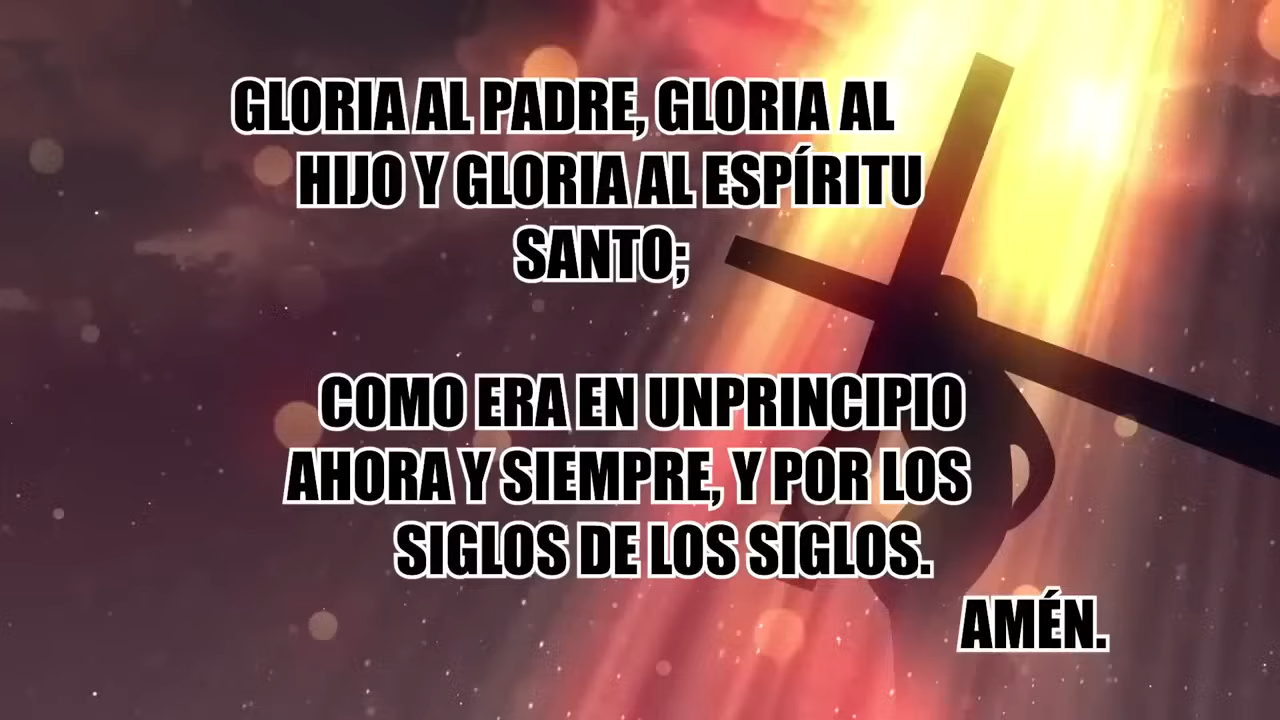 GLORIA AL PADRE, GLORIA AL
HIJO Y GLORIA AL ESPÍRITU
SANTO;
COMO ERA EN UNPRINCIPIO
AHORA Y SIEMPRE, Y POR LOS
SIGLOS DE LOS SIGLOS.
AMÉN.